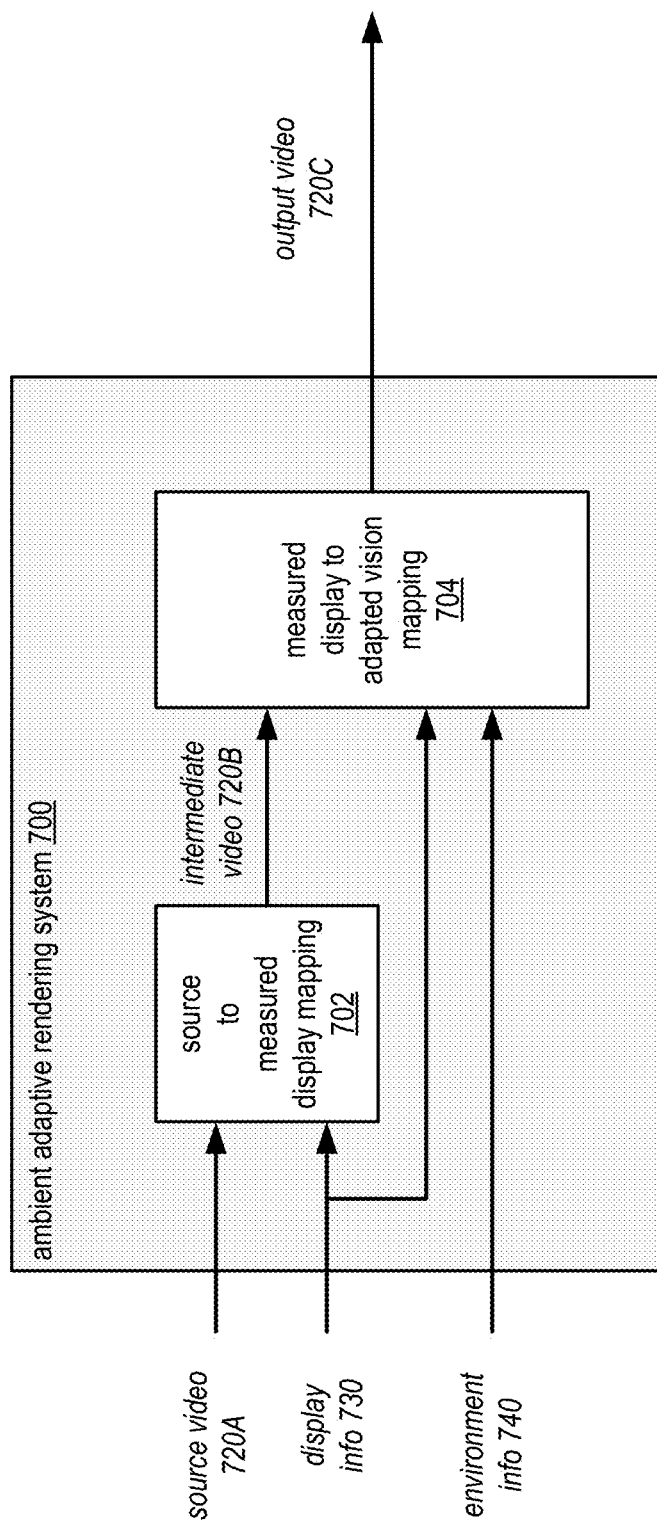 ambient adaptive rendering system 700
source video
720A
display
info 730
environment
info 740
source
to
measured
display mapping
702
intermediate
video 720B
measured
display to
adapted vision
mapping
704
output video
720C